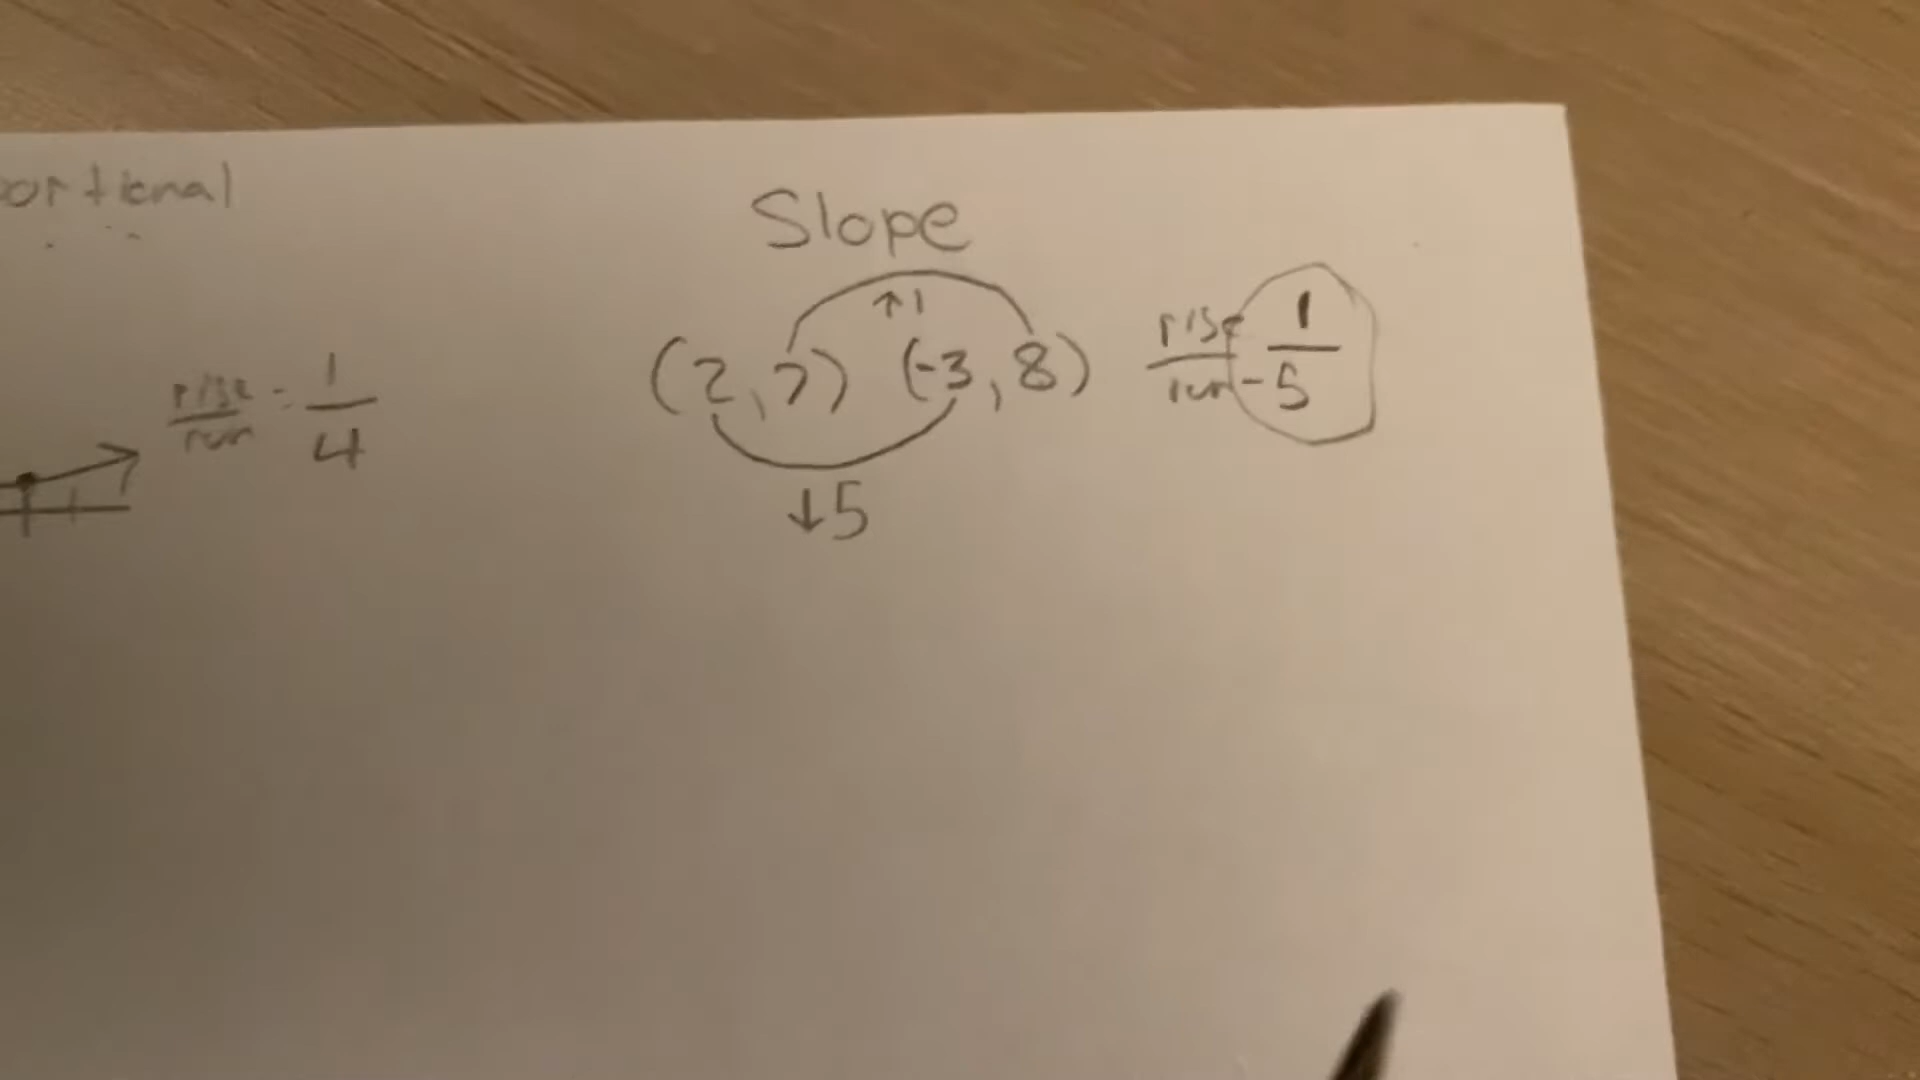 ortional
rise/run = 1/4
Slope
↑1
(2,7) (-3,8) rise/run 1/-5
↓5